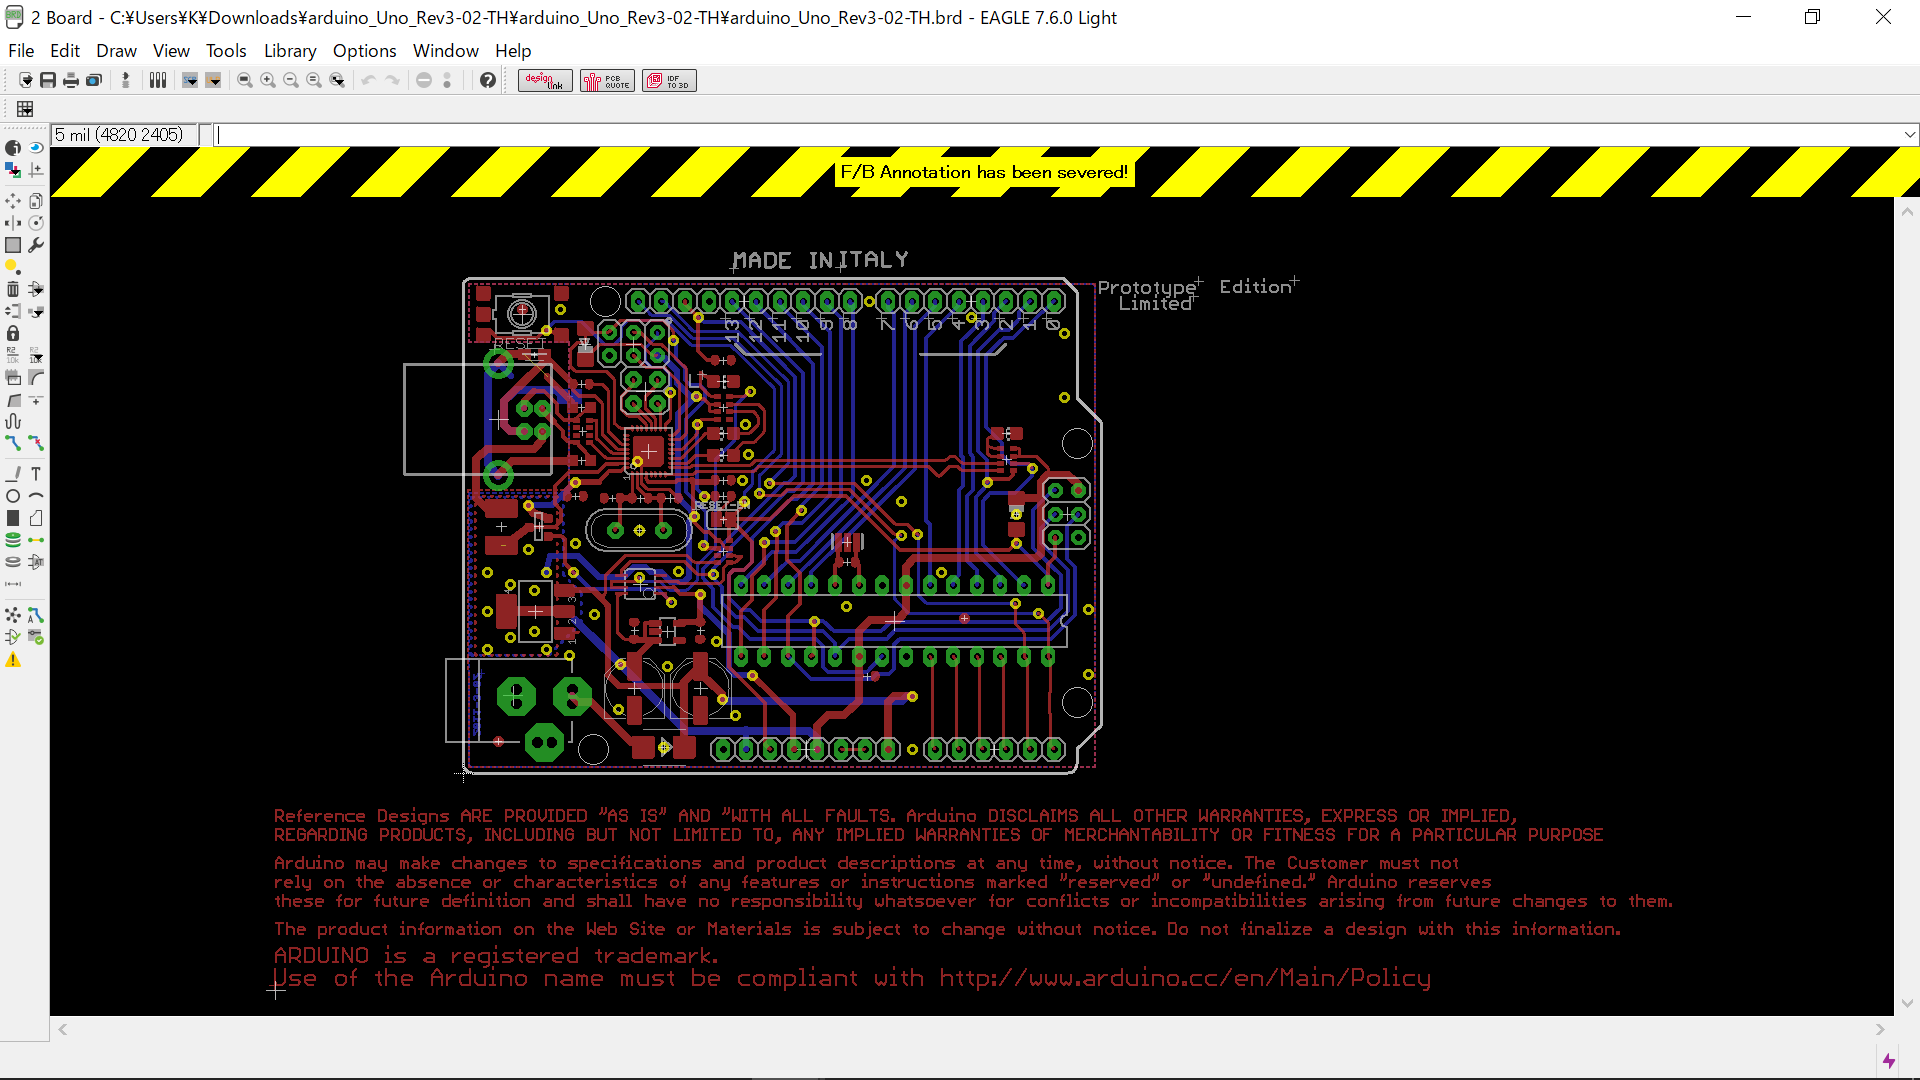 2 Board - C:¥Users¥K¥Downloads¥arduino_Uno_Rev3-02-TH¥arduino_Uno_Rev3-02-TH¥arduino_Uno_Rev3-02-TH.brd - EAGLE 7.6.0 Light
File Edit Draw View Tools Library Options Window Help
design link PCB QUOTE IDF TO 3D
5 mil (4820 2405)
F/B Annotation has been severed!
MADE IN ITALY
Prototype Edition
Limited
13 12 11 10 9 8 7 6 5 4 3 2 1 0
RESET
L
RESET-EN
Reference Designs ARE PROVIDED "AS IS" AND "WITH ALL FAULTS. Arduino DISCLAIMS ALL OTHER WARRANTIES, EXPRESS OR IMPLIED,
REGARDING PRODUCTS, INCLUDING BUT NOT LIMITED TO, ANY IMPLIED WARRANTIES OF MERCHANTABILITY OR FITNESS FOR A PARTICULAR PURPOSE
Arduino may make changes to specifications and product descriptions at any time, without notice. The Customer must not
rely on the absence or characteristics of any features or instructions marked "reserved" or "undefined." Arduino reserves
these for future definition and shall have no responsibility whatsoever for conflicts or incompatibilities arising from future changes to them.
The product information on the Web Site or Materials is subject to change without notice. Do not finalize a design with this information.
ARDUINO is a registered trademark.
Use of the Arduino name must be compliant with http://www.arduino.cc/en/Main/Policy